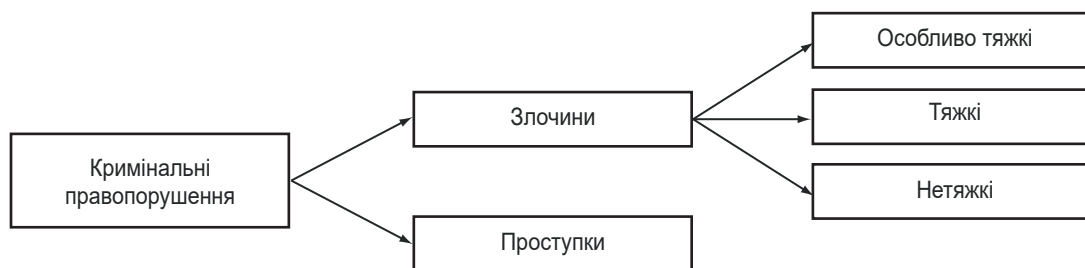 Кримінальні
правопорушення
Злочини
Проступки
Особливо тяжкі
Тяжкі
Нетяжкі